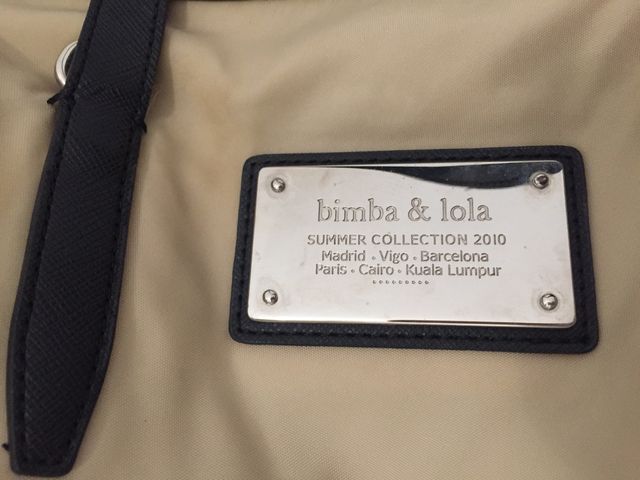 bimba & lola
SUMMER COLLECTION 2010
Madrid • Vigo • Barcelona
Paris • Cairo • Kuala Lumpur